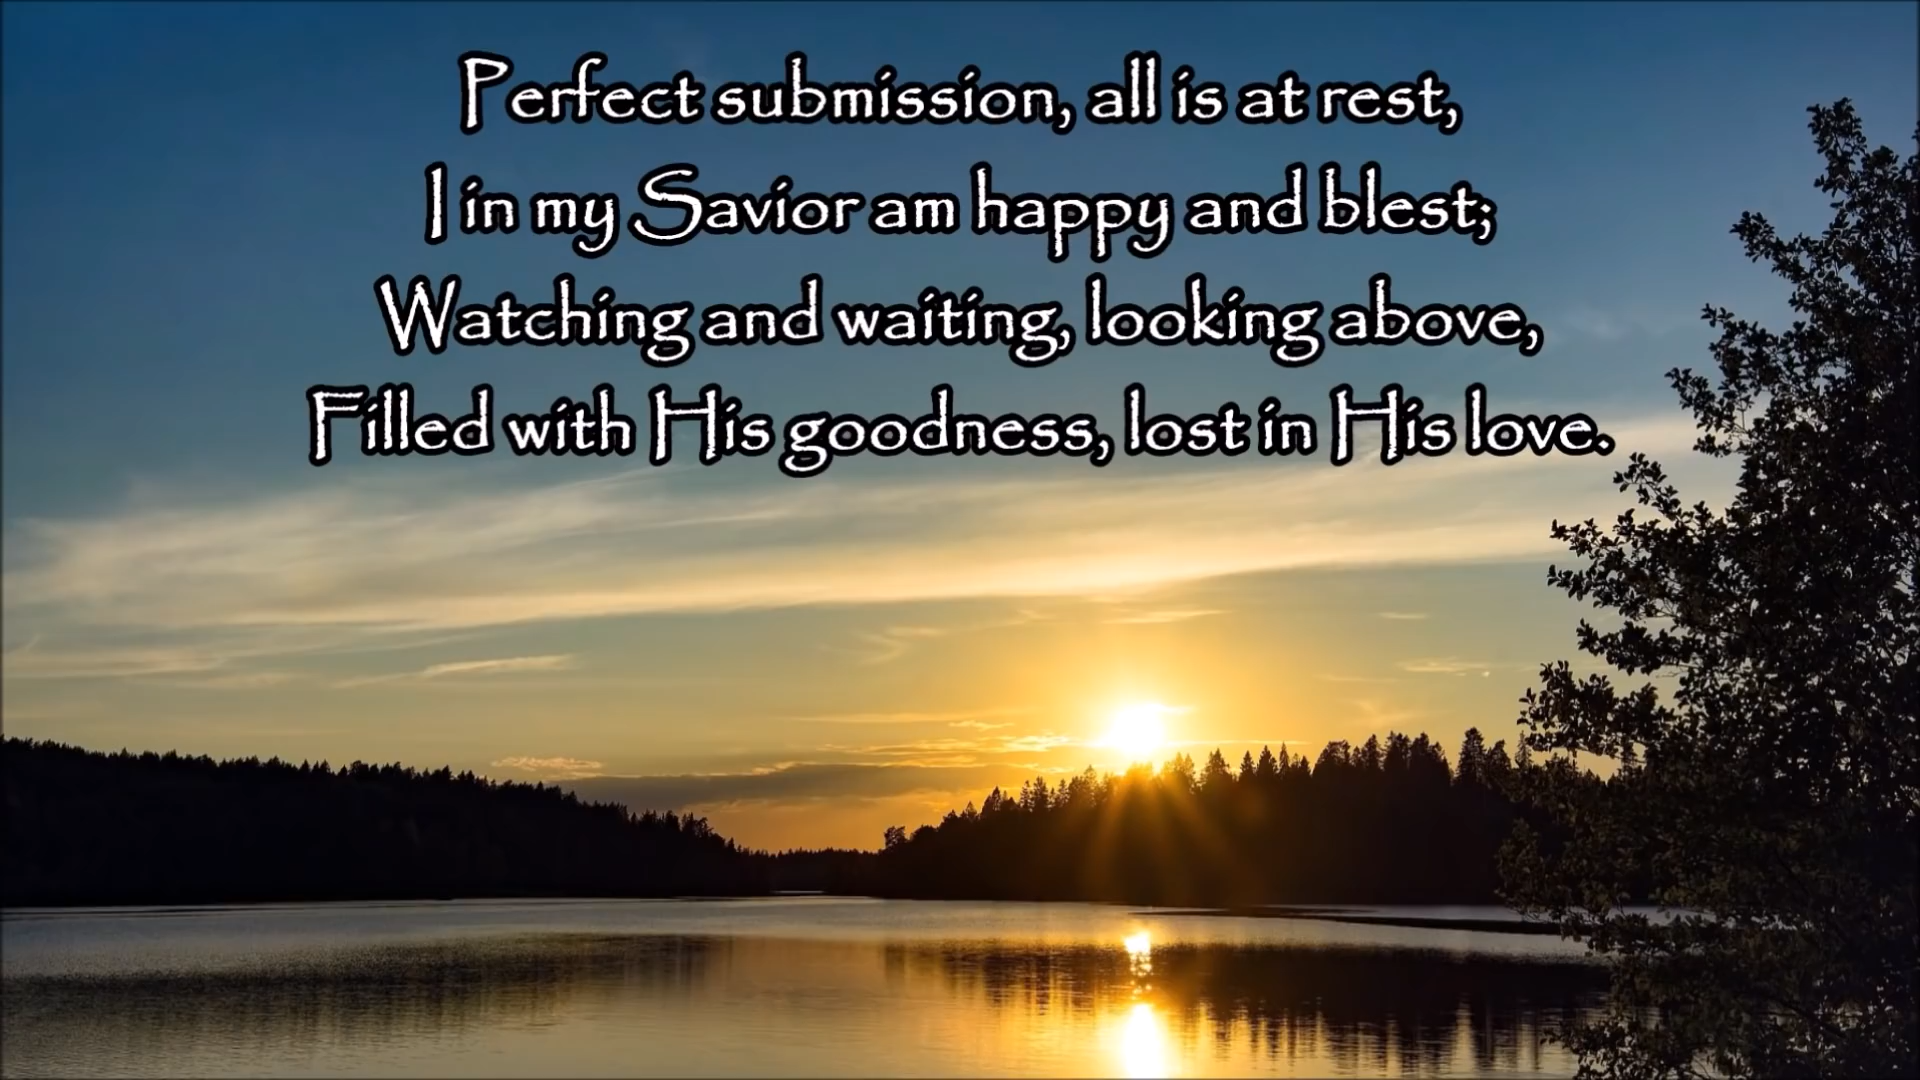 Perfect submission, all is at rest,
I in my Savior am happy and blest;
Watching and waiting, looking above,
Filled with His goodness, lost in His love.